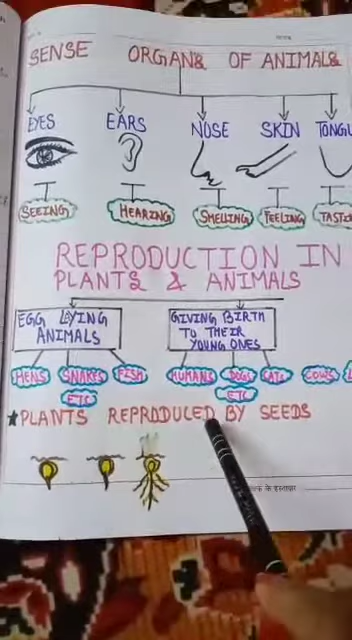 SENSE ORGANS OF ANIMALS
EYES EARS NOSE SKIN TONGU
SEEING HEARING SMELLING FEELING TASTI
REPRODUCTION IN
PLANTS & ANIMALS
EGG LAYING
ANIMALS
GIVING BIRTH
TO THEIR
YOUNG ONES
HENS SNAKES FISH
ETC
HUMANS DOGS CATS COWS
ETC
★PLANTS REPRODUCED BY SEEDS
के हस्ताक्षर